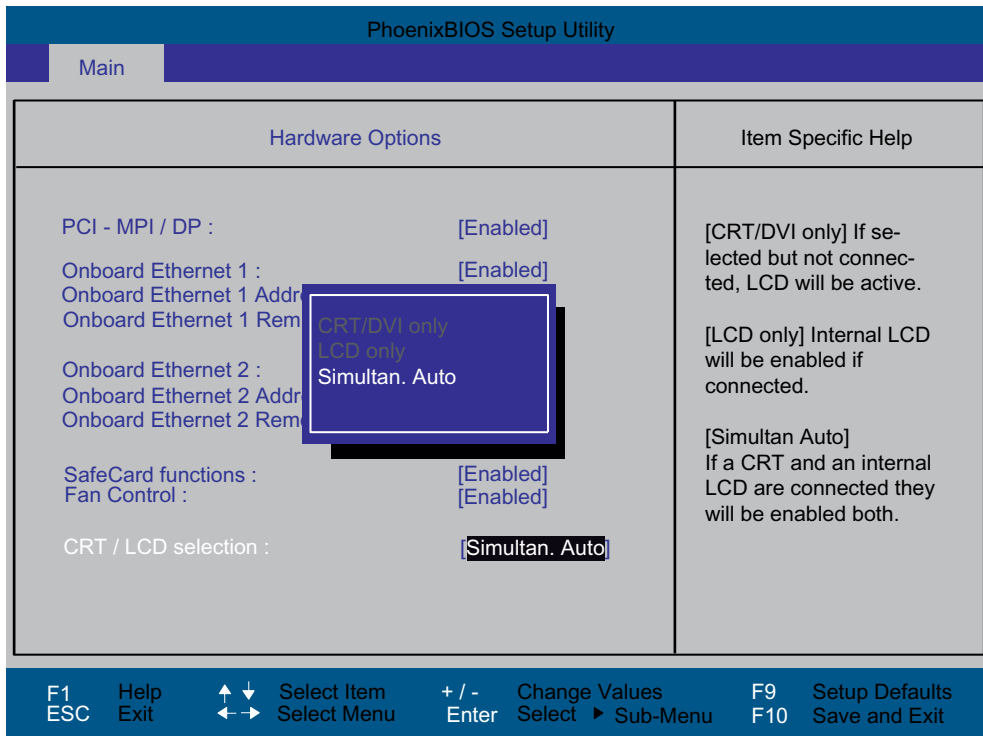 PhoenixBIOS Setup Utility
Main
Hardware Options
Item Specific Help
PCI - MPI / DP : [Enabled]
Onboard Ethernet 1 : [Enabled]
Onboard Ethernet 1
Onboard Ethernet 1
Onboard Ethernet 2 :
Onboard Ethernet 2
Onboard Ethernet 2
CRT/DVI only
LCD only
Simultan. Auto
SafeCard functions : [Enabled]
Fan Control : [Enabled]
CRT / LCD selection : [Simultan. Auto]
[CRT/DVI only] If se-
lected but not connec-
ted, LCD will be active.
[LCD only] Internal LCD
will be enabled if
connected.
[Simultan Auto]
If a CRT and an internal
LCD are connected they
will be enabled both.
F1 Help Select Item + / - Change Values F9 Setup Defaults
ESC Exit Select Menu Enter Select Sub-Menu F10 Save and Exit